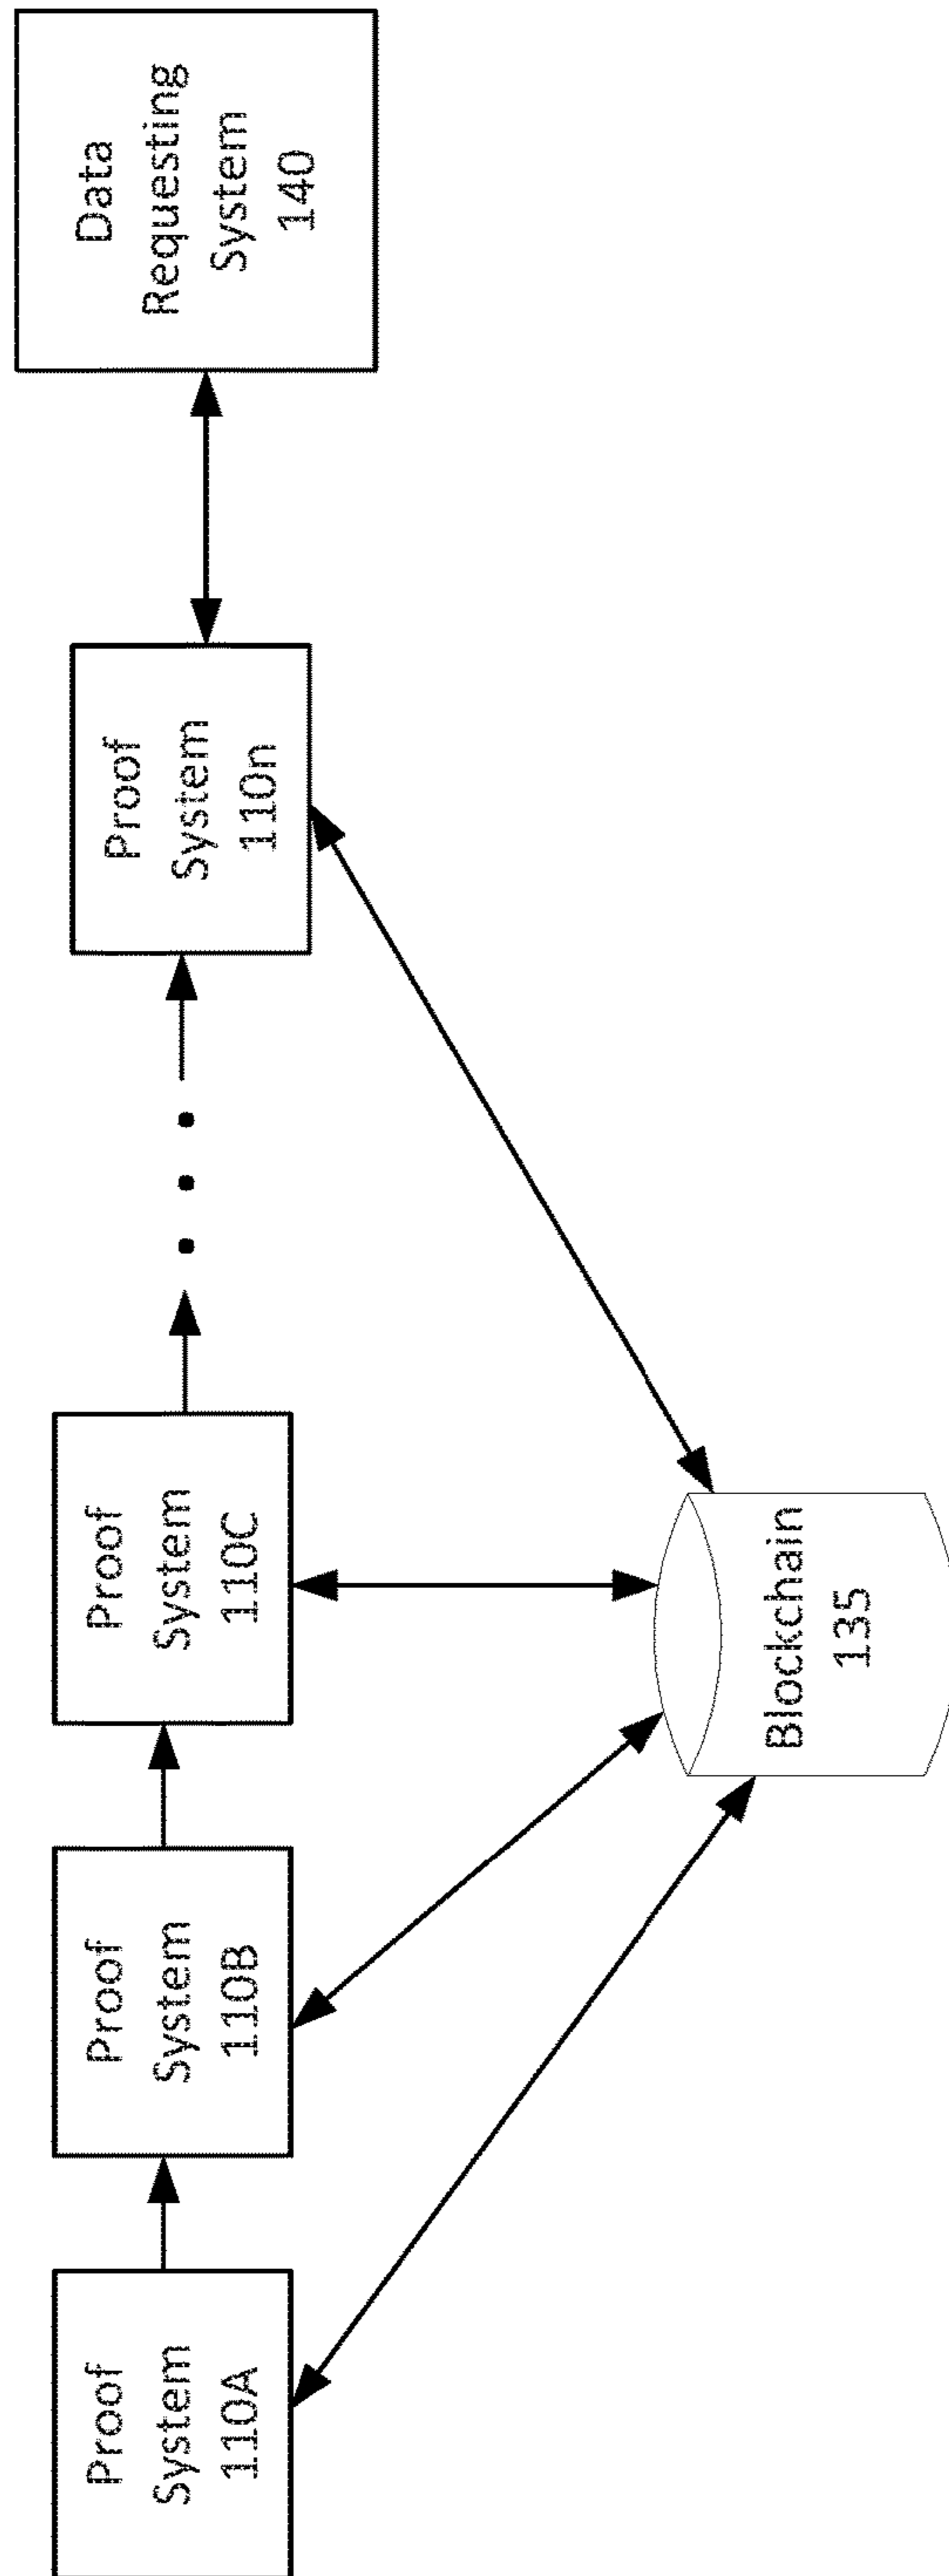 Proof
System
110A
Proof
System
110B
Proof
System
110C
Proof
System
110n
Data
Requesting
System
140
Blockchain
135